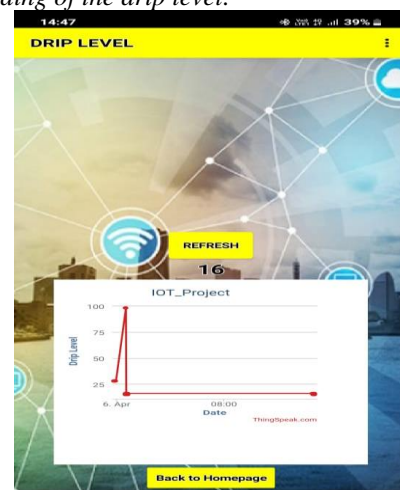 ding of the drip level.
14:47
39%
DRIP LEVEL
REFRESH
16
IOT_Project
100
75
50
25
Drip Level
6. Apr
08:00
Date
ThingSpeak.com
Back to Homepage